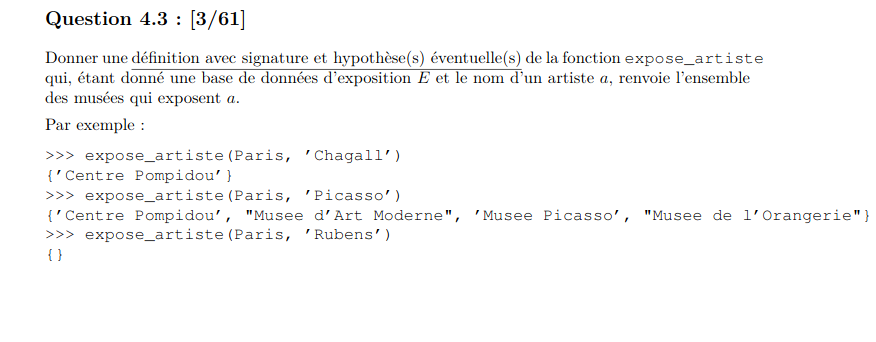 Question 4.3 : [3/61]
Donner une définition avec signature et hypothèse(s) éventuelle(s) de la fonction expose_artiste
qui, étant donné une base de données d'exposition E et le nom d'un artiste a, renvoie l'ensemble
des musées qui exposent a.
Par exemple :
>>> expose_artiste(Paris, 'Chagall')
{'Centre Pompidou'}
>>> expose_artiste(Paris, 'Picasso')
{'Centre Pompidou', "Musee d'Art Moderne", 'Musee Picasso', "Musee de l'Orangerie"}
>>> expose_artiste(Paris, 'Rubens')
{}